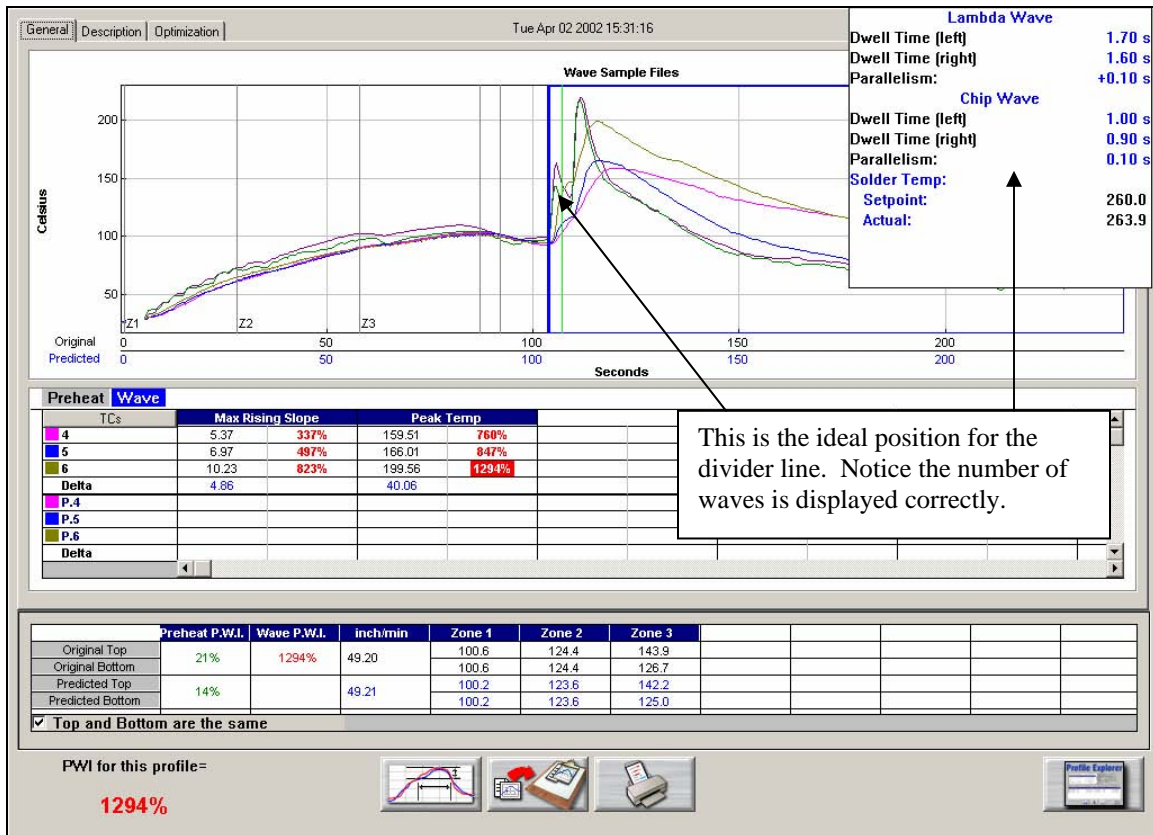 General Description Optimization Tue Apr 02 2002 15:31:16
Lambda Wave
Dwell Time (left) 1.70 s
Dwell Time (right) 1.60 s
Parallelism: +0.10 s
Chip Wave
Dwell Time (left) 1.00 s
Dwell Time (right) 0.90 s
Parallelism: 0.10 s
Solder Temp:
Setpoint: 260.0
Actual: 263.9
Wave Sample Files
200
150
100
50
Celsius
Z1 Z2 Z3
Original 0 50 100 150 200
Predicted 0 50 100 150 200
Seconds
This is the ideal position for the
divider line. Notice the number of
waves is displayed correctly.
Preheat Wave
TCs Max Rising Slope Peak Temp
4 5.37 337% 159.51 760%
5 6.97 497% 166.01 847%
6 10.23 823% 199.56 1294%
Delta 4.86 40.06
P.4
P.5
P.6
Delta
Preheat P.W.I. Wave P.W.I. inch/min Zone 1 Zone 2 Zone 3
Original Top 21% 1294% 49.20 100.6 124.4 143.9
Original Bottom 100.6 124.4 126.7
Predicted Top 14% 49.21 100.2 123.6 142.2
Predicted Bottom 100.2 123.6 125.0
Top and Bottom are the same
PWI for this profile=
1294%
Profile Explorer